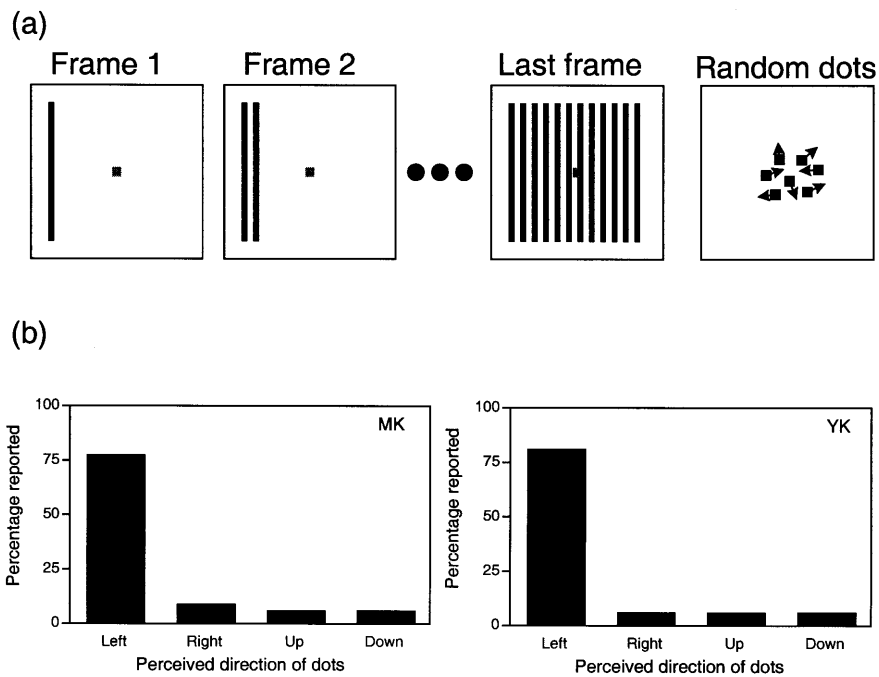 (a)
Frame 1 Frame 2 Last frame Random dots
(b)
100
75
50
25
0
Percentage reported
MK
Left Right Up Down
Perceived direction of dots
100
75
50
25
0
Percentage reported
YK
Left Right Up Down
Perceived direction of dots